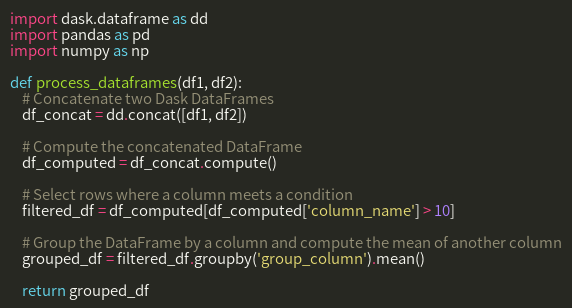 import dask.dataframe as dd
import pandas as pd
import numpy as np

def process_dataframes(df1, df2):
    # Concatenate two Dask DataFrames
    df_concat = dd.concat([df1, df2])

    # Compute the concatenated DataFrame
    df_computed = df_concat.compute()

    # Select rows where a column meets a condition
    filtered_df = df_computed[df_computed['column_name'] > 10]

    # Group the DataFrame by a column and compute the mean of another column
    grouped_df = filtered_df.groupby('group_column').mean()

    return grouped_df